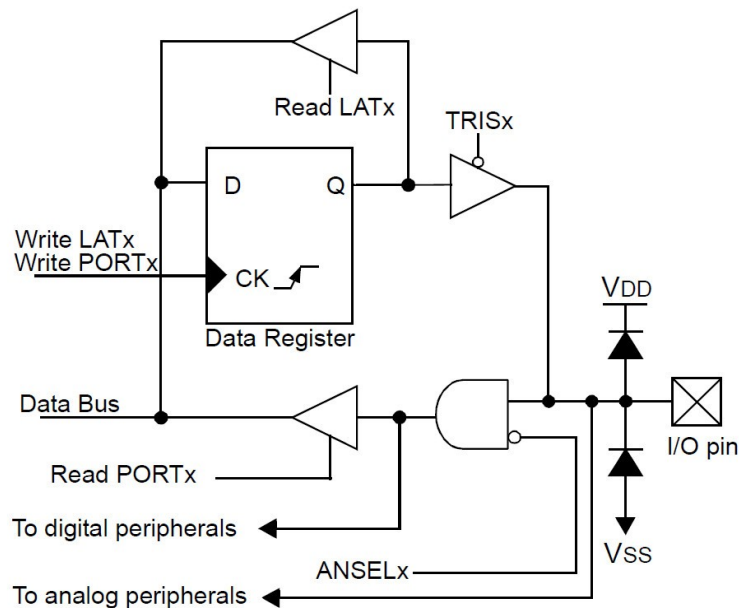 Read LATx
TRISx
D
Q
Write LATx
Write PORTx
CK
VDD
Data Register
Data Bus
I/O pin
Read PORTx
To digital peripherals
VSS
ANSELx
To analog peripherals